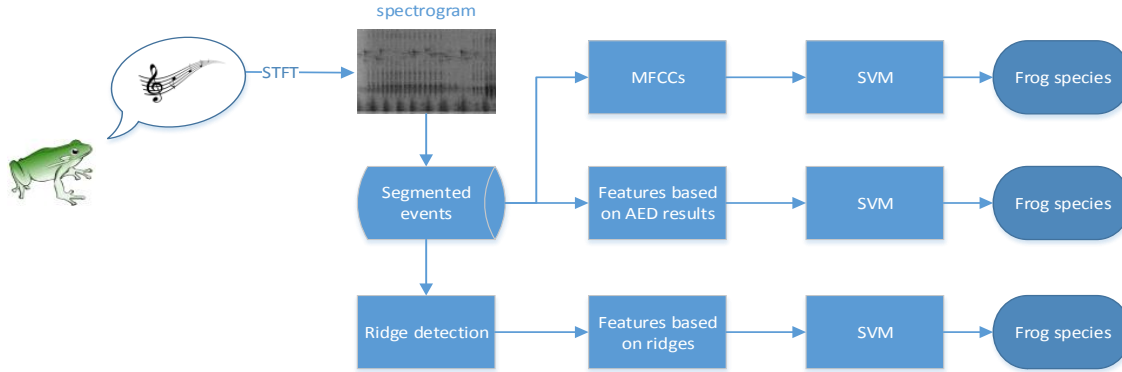 spectrogram
STFT
MFCCs
SVM
Frog species
Segmented
events
Features based
on AED results
SVM
Frog species
Ridge detection
Features based
on ridges
SVM
Frog species